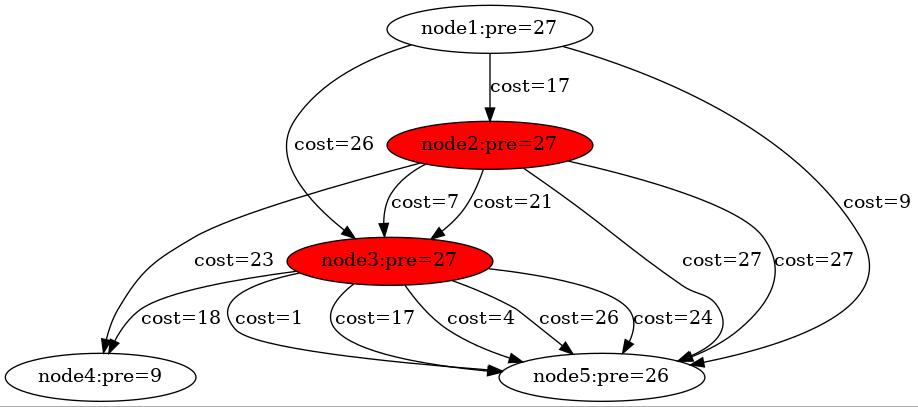 node1:pre=27
cost=17
cost=26
node2:pre=27
cost=7
cost=21
cost=9
cost=23
node3:pre=27
cost=27
cost=27
cost=18
cost=1
cost=17
cost=4
cost=26
cost=24
node4:pre=9
node5:pre=26